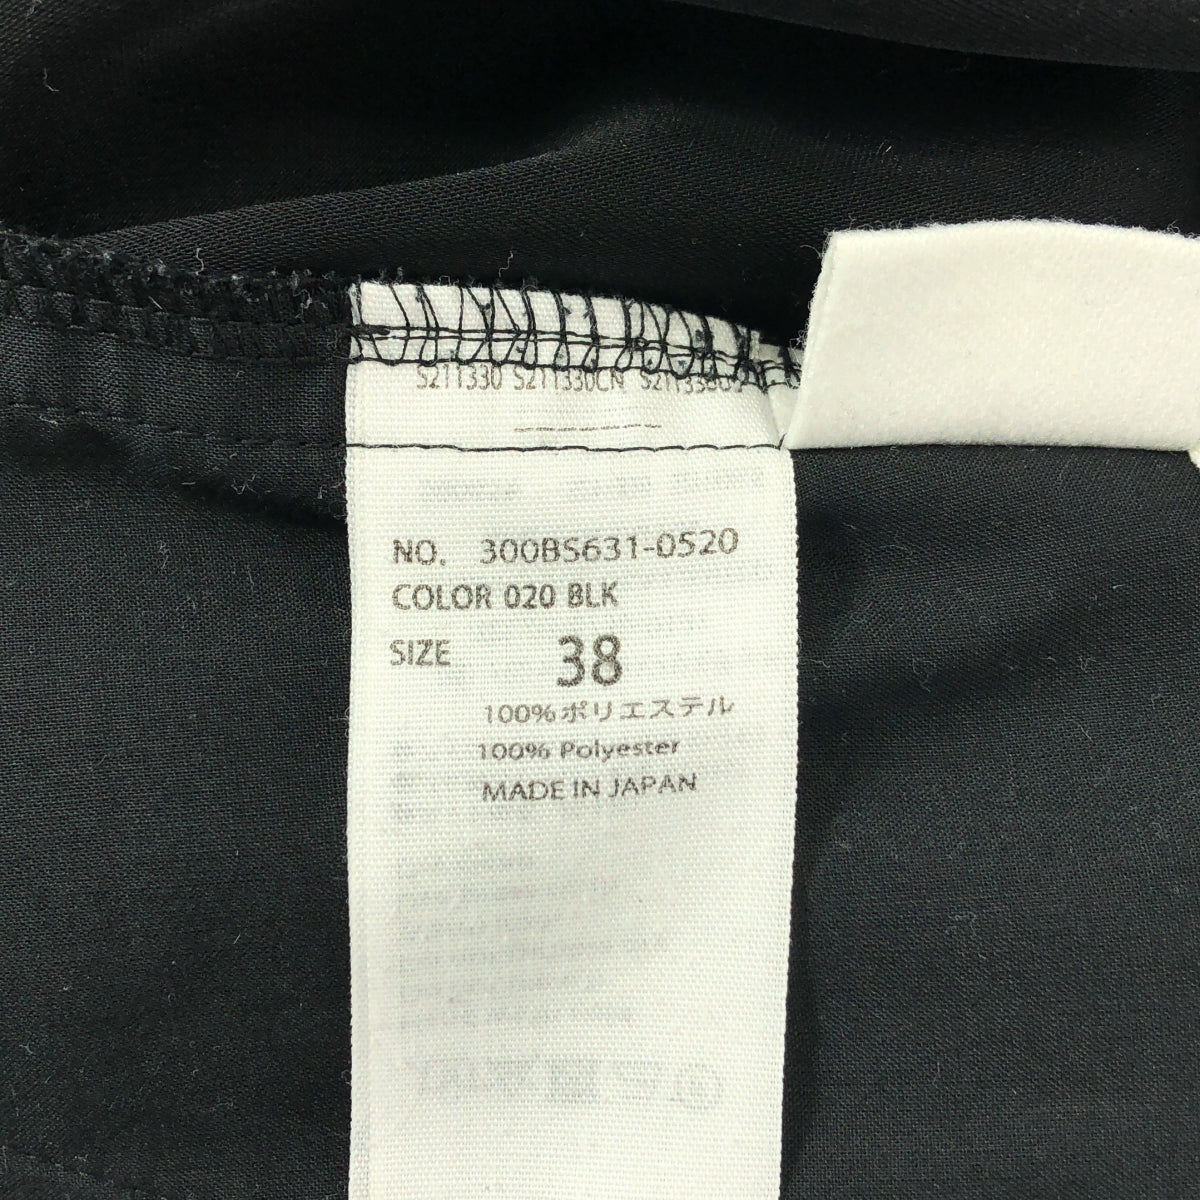 S211330 S211330CN
NO. 300BS631-0520
COLOR 020 BLK
SIZE 38
100%ポリエステル
100% Polyester
MADE IN JAPAN